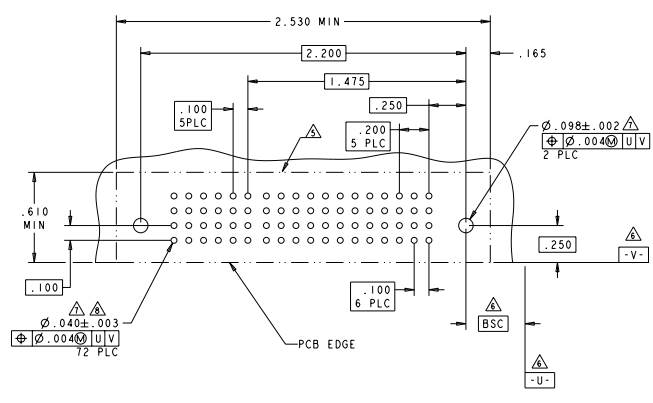 2.530 MIN
2.200
.165
1.475
.100
5PLC
.250
.200
5 PLC
5
Ø.098±.002 7
⌖ Ø.004Ⓜ U V
2 PLC
.610
MIN
.250
6
-V-
.100
.100
6 PLC
6
BSC
7 8
Ø.040±.003
⌖ Ø.004Ⓜ U V
72 PLC
PCB EDGE
6
-U-